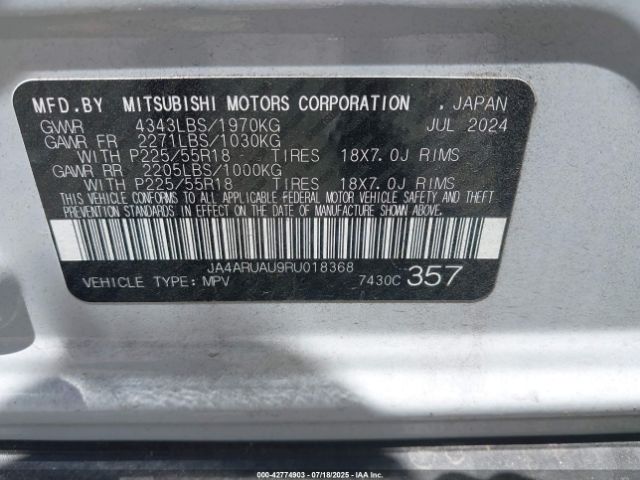 MFD.BY MITSUBISHI MOTORS CORPORATION . JAPAN
GVWR 4343LBS/1970KG JUL 2024
GAWR FR 2271LBS/1030KG
WITH P225/55R18 TIRES 18X7.0J RIMS
GAWR RR 2205LBS/1000KG
WITH P225/55R18 TIRES 18X7.0J RIMS
THIS VEHICLE CONFORMS TO ALL APPLICABLE FEDERAL MOTOR VEHICLE SAFETY
AND THEFT PREVENTION STANDARDS IN EFFECT ON THE DATE OF
MANUFACTURE SHOWN ABOVE.
JA4ARUAU9RU018368
VEHICLE TYPE: MPV 7430C 357
000-42774903 - 07/18/2025 - © IAA Holdings, LLC